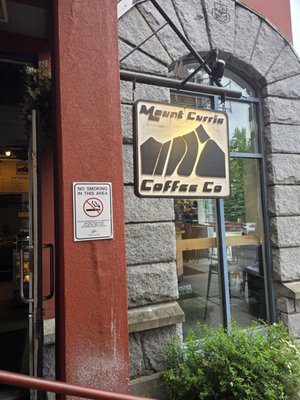 Mount Currie
Coffee Co
NO SMOKING
IN THIS AREA